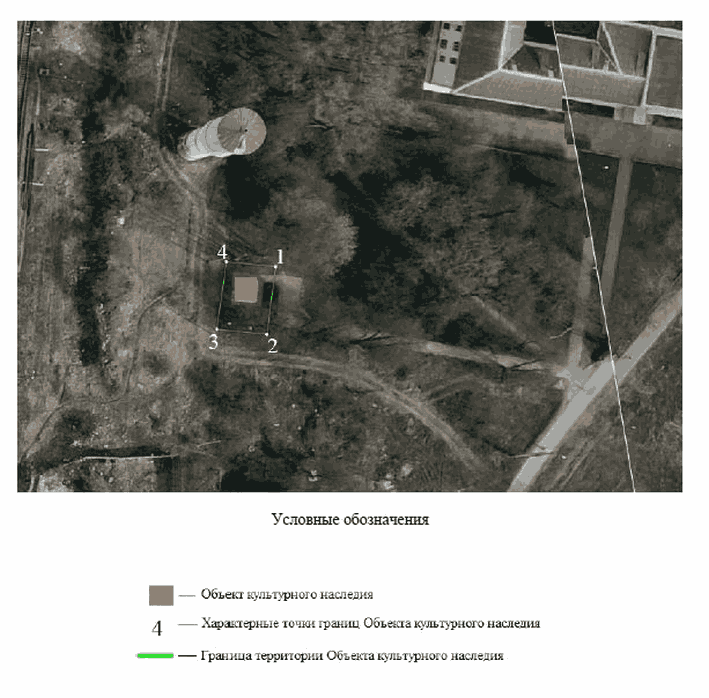 4
1
3
2
Условные обозначения
— Объект культурного наследия
4 — Характерные точки границ Объекта культурного наследия
— Граница территории Объекта культурного наследия